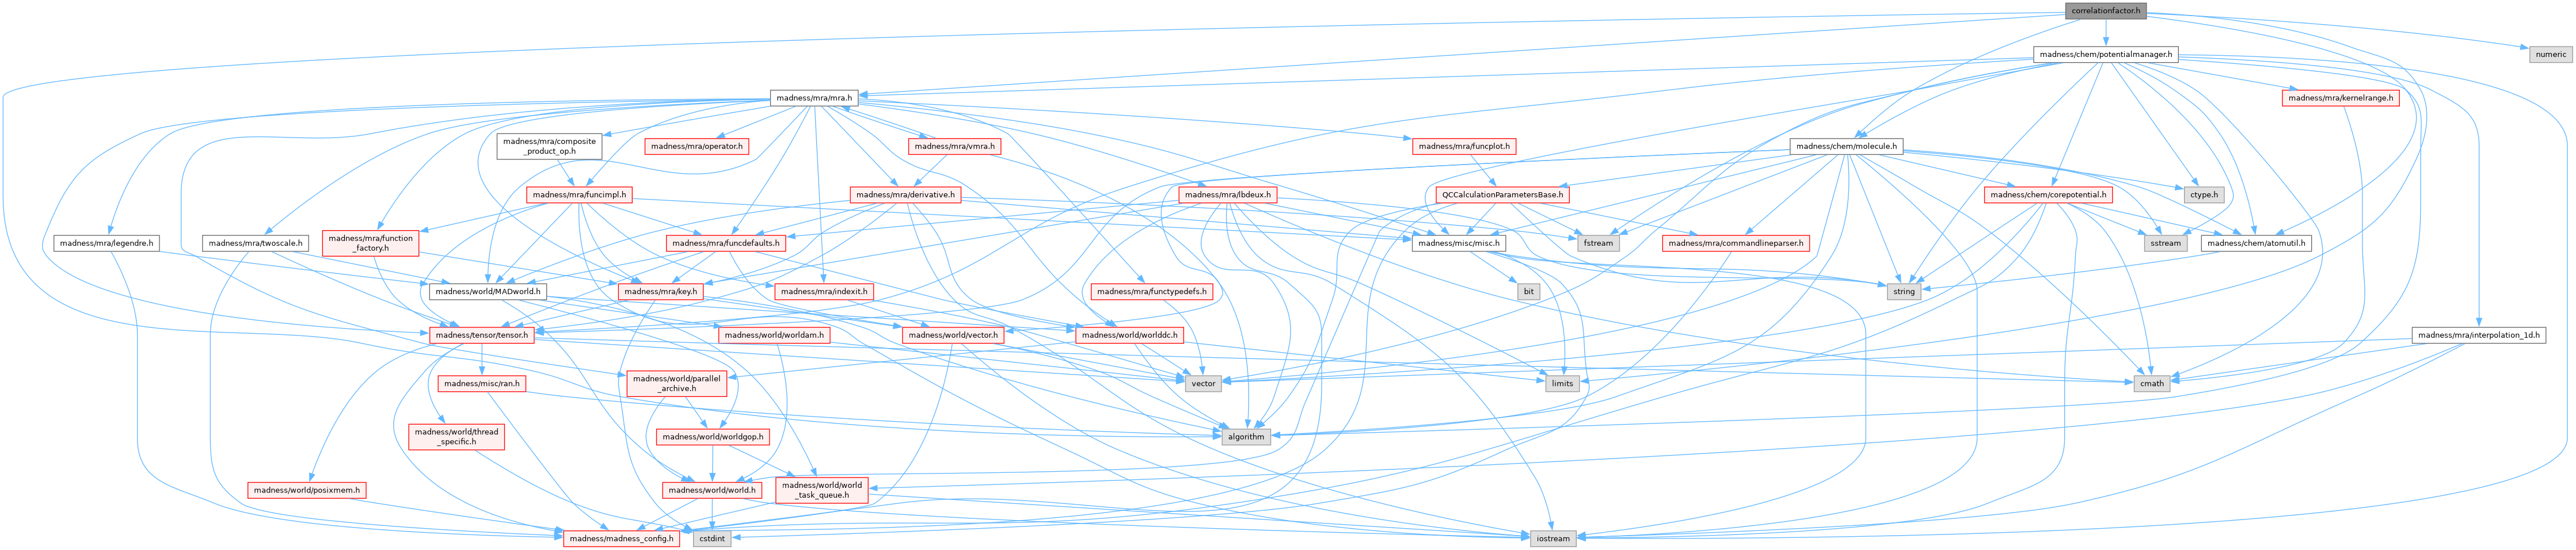 correlationfactor.h
madness/chem/potentialmanager.h
numeric
madness/mra/mra.h
madness/mra/kernelrange.h
madness/mra/composite
_product_op.h
madness/mra/operator.h
madness/mra/vmra.h
madness/mra/funcplot.h
madness/chem/molecule.h
madness/mra/funcimpl.h
madness/mra/derivative.h
madness/mra/lbdeux.h
QCCalculationParametersBase.h
madness/chem/corepotential.h
ctype.h
madness/mra/legendre.h
madness/mra/twoscale.h
madness/mra/function
_factory.h
madness/mra/funcdefaults.h
madness/misc/misc.h
fstream
madness/mra/commandlineparser.h
sstream
madness/chem/atomutil.h
madness/world/MADworld.h
madness/mra/key.h
madness/mra/indexit.h
madness/mra/functypedefs.h
bit
string
madness/tensor/tensor.h
madness/world/worldam.h
madness/world/vector.h
madness/world/worlddc.h
madness/mra/interpolation_1d.h
madness/misc/ran.h
madness/world/parallel
_archive.h
vector
limits
cmath
madness/world/thread
_specific.h
madness/world/worldgop.h
algorithm
madness/world/posixmem.h
madness/world/world.h
madness/world/world
_task_queue.h
madness/madness_config.h
cstdint
iostream